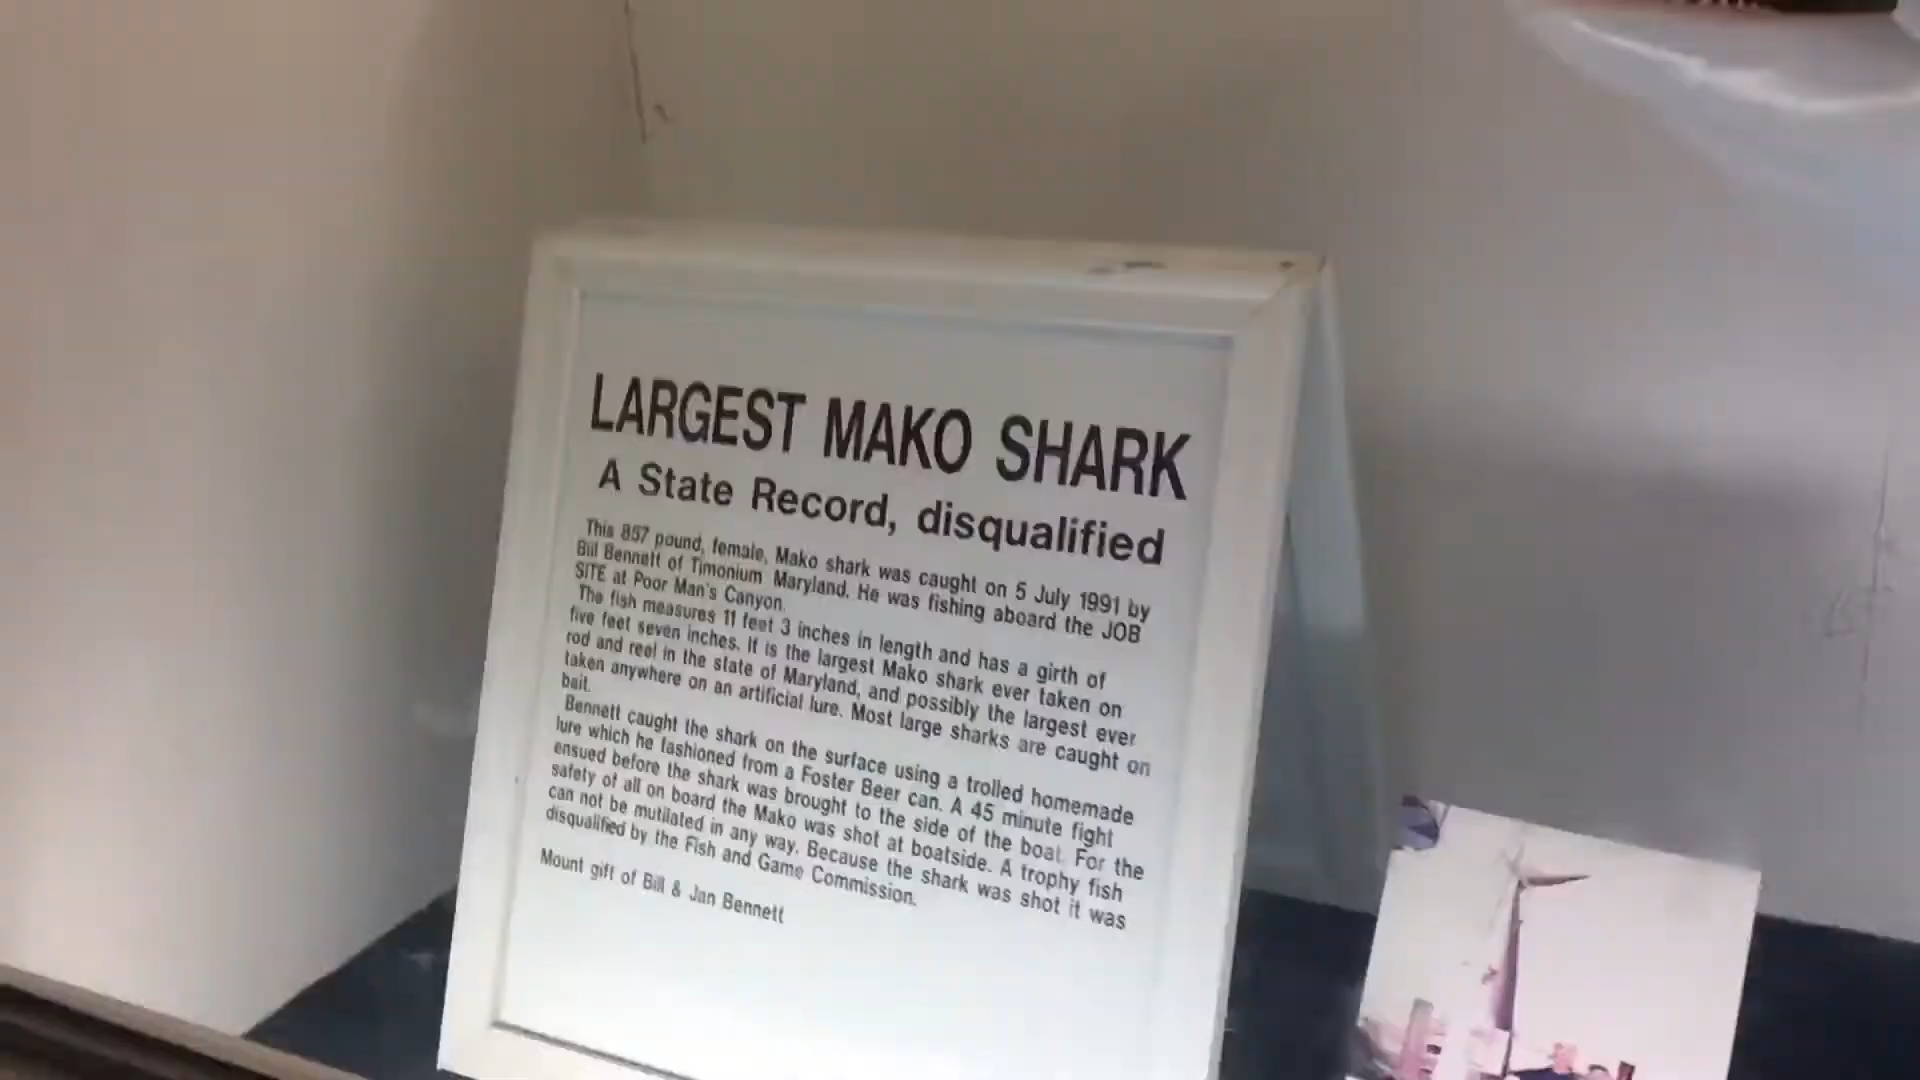 LARGEST MAKO SHARK
A State Record, disqualified
This 857 pound, female, Mako shark was caught on 5 July 1991 by
Bill Bennett of Timonium Maryland. He was fishing aboard the JOB
SITE at Poor Man's Canyon.
The fish measures 11 feet 3 inches in length and has a girth of
five feet seven inches. If is the largest Mako shark ever taken on
rod and reel in the state of Maryland, and possibly the largest ever
taken anywhere on an artificial lure. Most large sharks are caught on
bait.
Bennett caught the shark on the surface using a trolled homemade
lure which he fashioned from a Foster Beer can. A 45 minute fight
ensued before the shark was brought to the side of the boat. For the
safety of all on board the Mako was shot at boatside. A trophy fish
can not be mutilated in any way. Because the shark was shot it was
disqualified by the Fish and Game Commission.
Mount gift of Bill & Jan Bennett